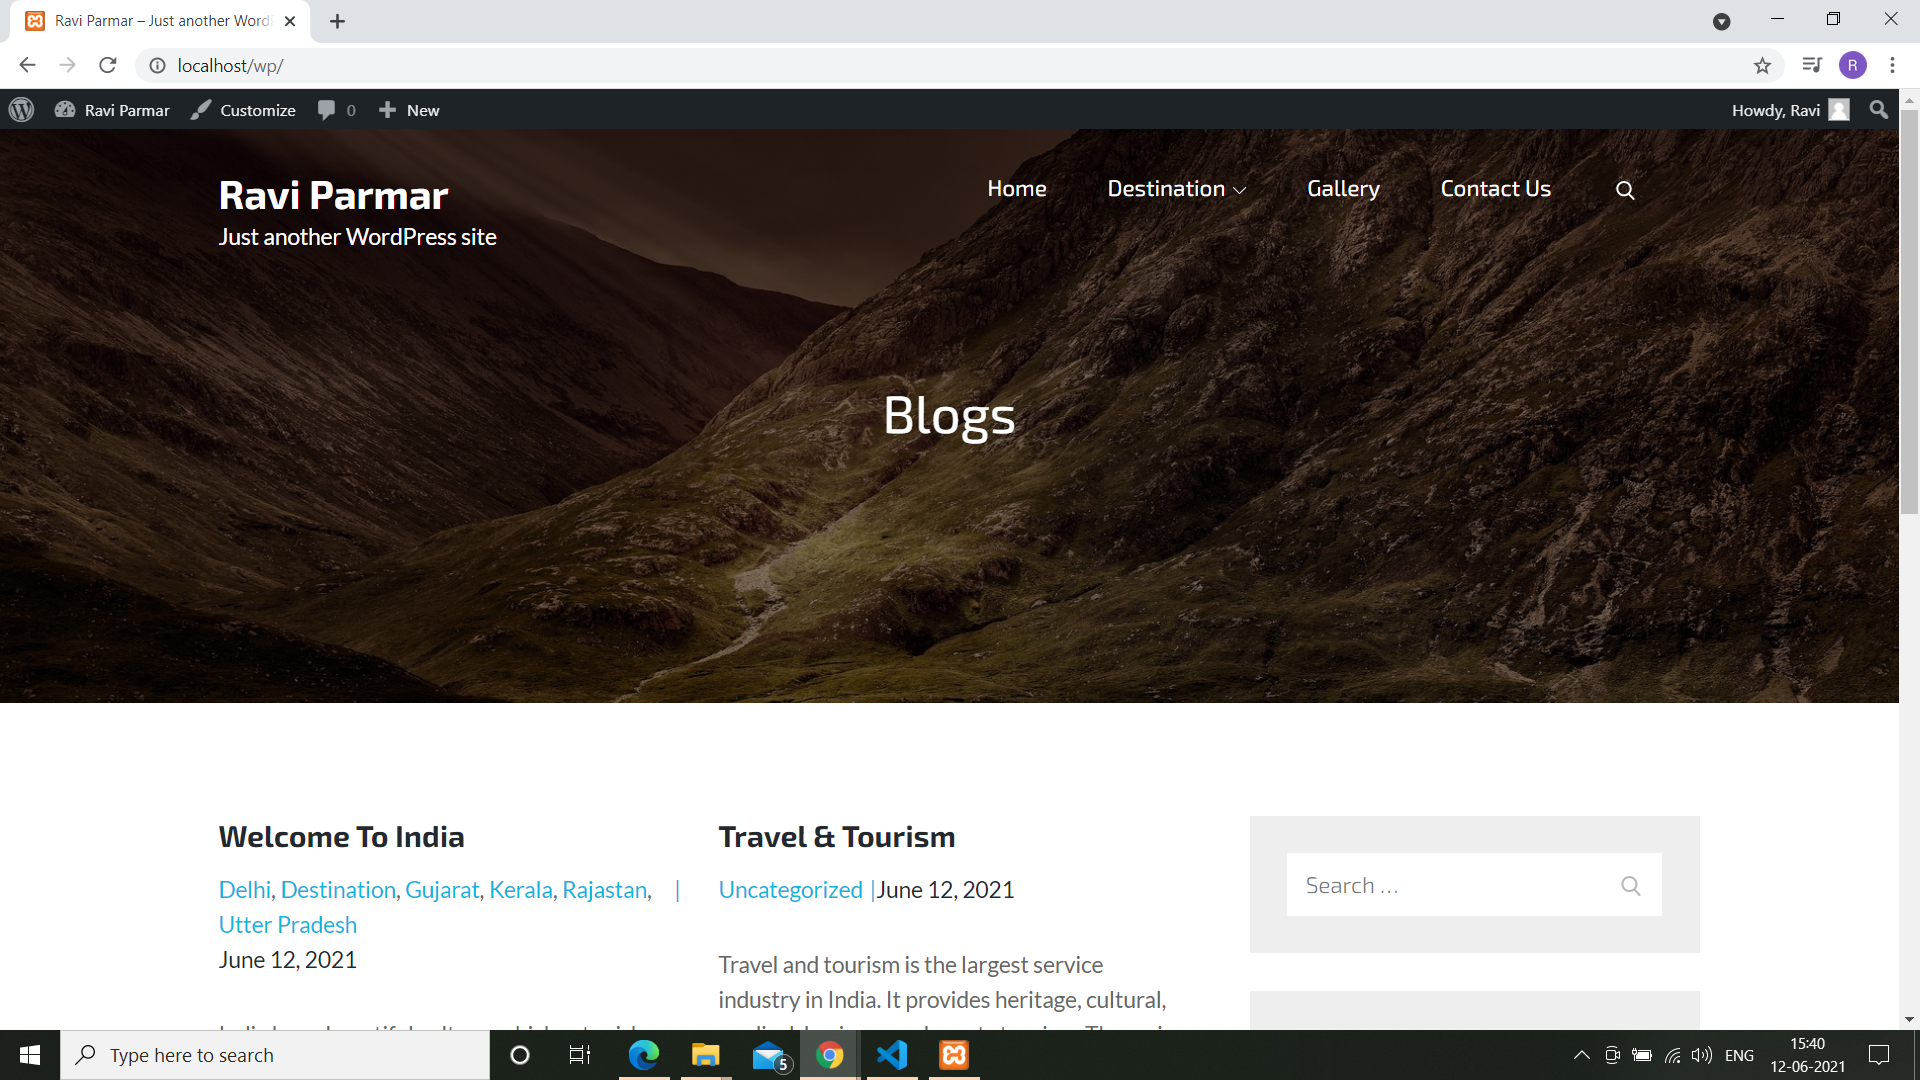 Ravi Parmar – Just another Word
localhost/wp/
R
Ravi Parmar Customize 0 New Howdy, Ravi
Ravi Parmar Home Destination Gallery Contact Us
Just another WordPress site
Blogs
Welcome To India Travel & Tourism
Delhi, Destination, Gujarat, Kerala, Rajastan, | Uncategorized |June 12, 2021 Search …
Utter Pradesh
June 12, 2021
Travel and tourism is the largest service
industry in India. It provides heritage, cultural,
Type here to search 5 ENG 15:40
12-06-2021